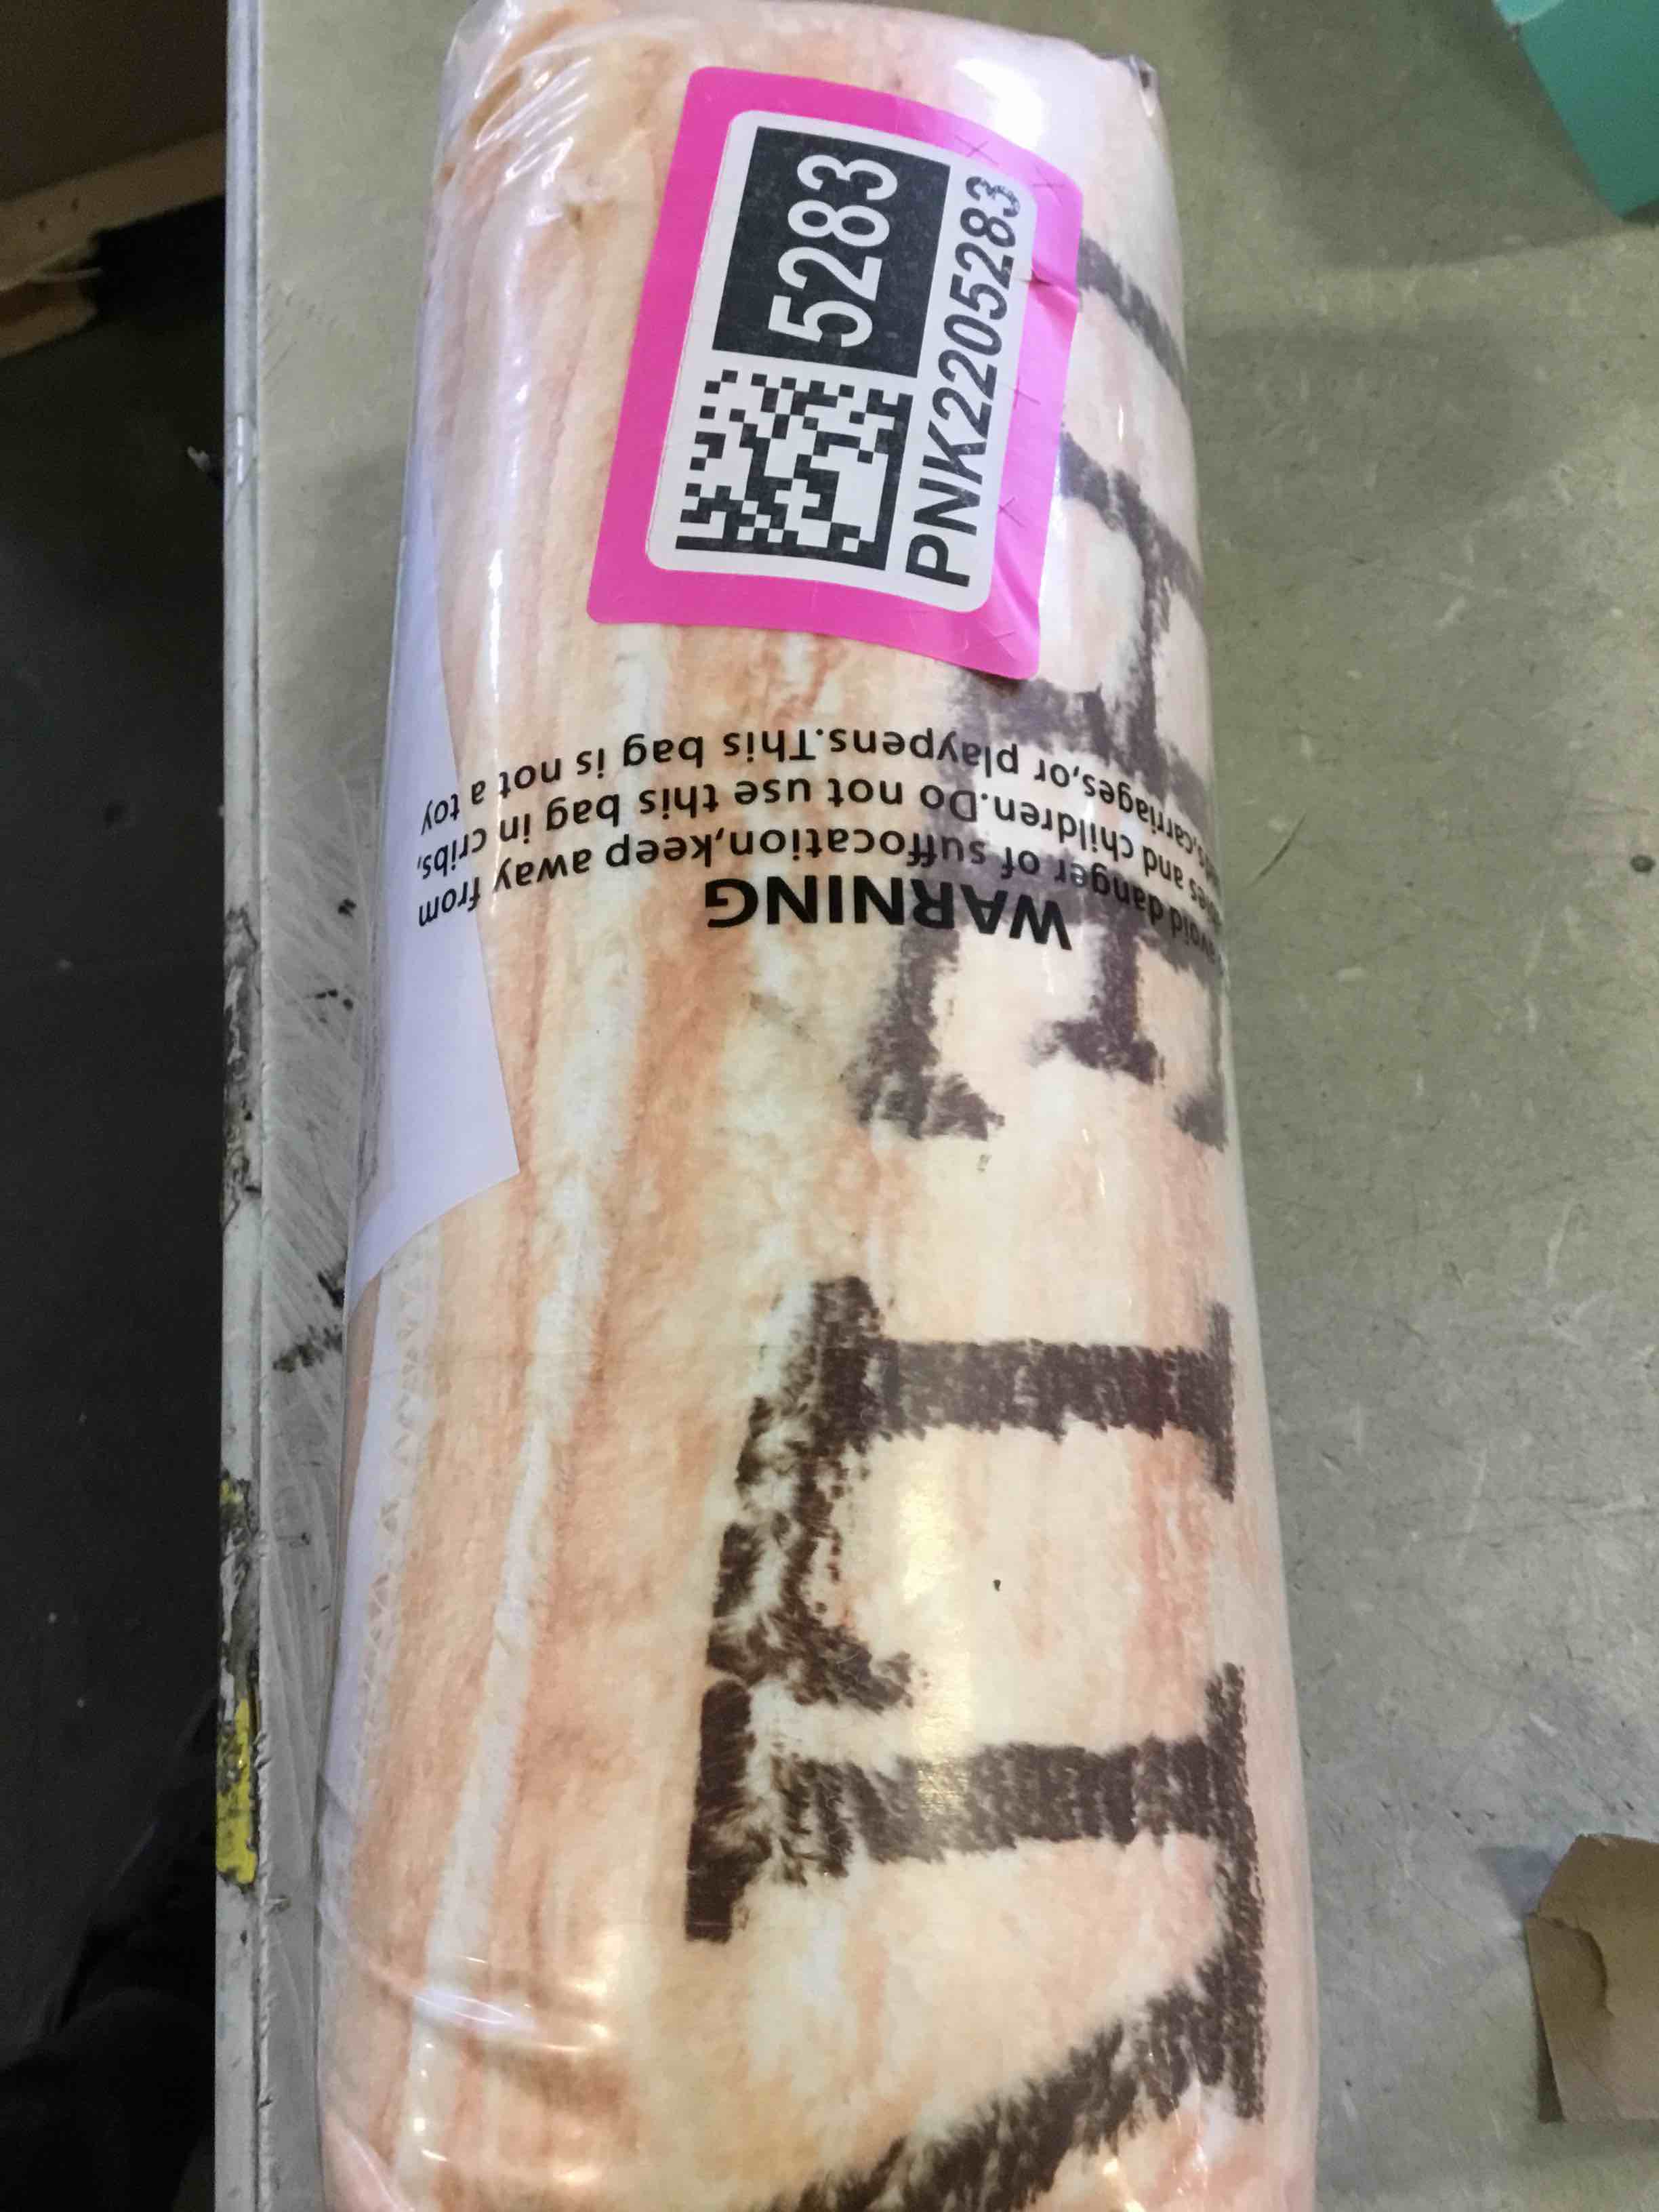 5283
PNK2205283
WARNING
danger of suffocation,keep away from
and children.Do not use this bag in cribs,
carriages,or playpens.This bag is not a toy